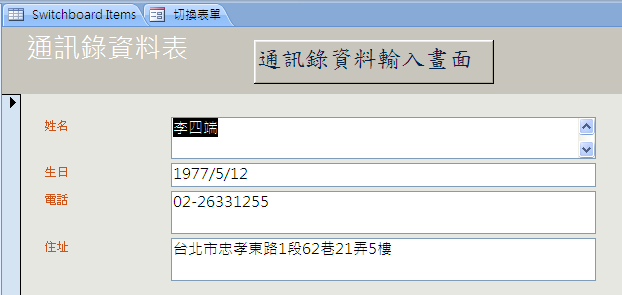 Switchboard Items 切換表單
通訊錄資料表 通訊錄資料輸入畫面
姓名 李四端
生日 1977/5/12
電話 02-26331255
住址 台北市忠孝東路1段62巷21弄5樓